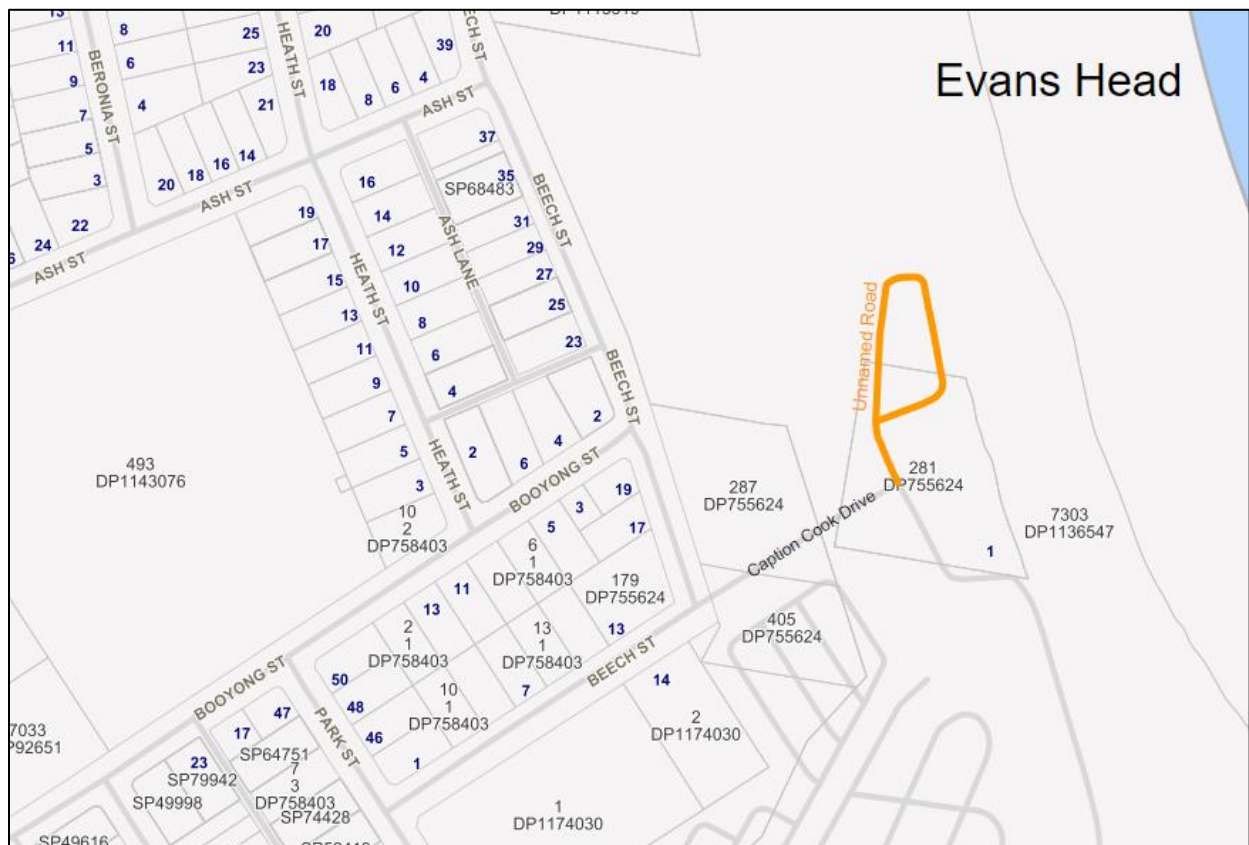 Evans Head
13
11
9
7
5
3
22
24
BERONIA ST
8
6
4
20
18
16
14
25
23
21
HEATH ST
20
18
8
6
4
39
BEECH ST
ASH ST
ASH ST
ASH ST
19
17
15
13
11
9
7
5
3
10
2
DP758403
HEATH ST
16
14
12
10
8
6
4
ASH LANE
37
35
SP68483
31
29
27
25
23
BEECH ST
BEECH ST
HEATH ST
2
6
4
2
BOOYONG ST
493
DP1143076
Unnamed Road
281
DP755624
287
DP755624
7303
DP1136547
1
Caption Cook Drive
405
DP755624
19
3
5
17
6
1
DP758403
179
DP755624
11
13
2
1
DP758403
13
1
DP758403
13
50
48
46
10
1
DP758403
7
1
BEECH ST
14
2
DP1174030
1
DP1174030
BOOYONG ST
PARK ST
47
17
SP64751
7
3
DP758403
SP74428
23
SP79942
SP49998
SP49616